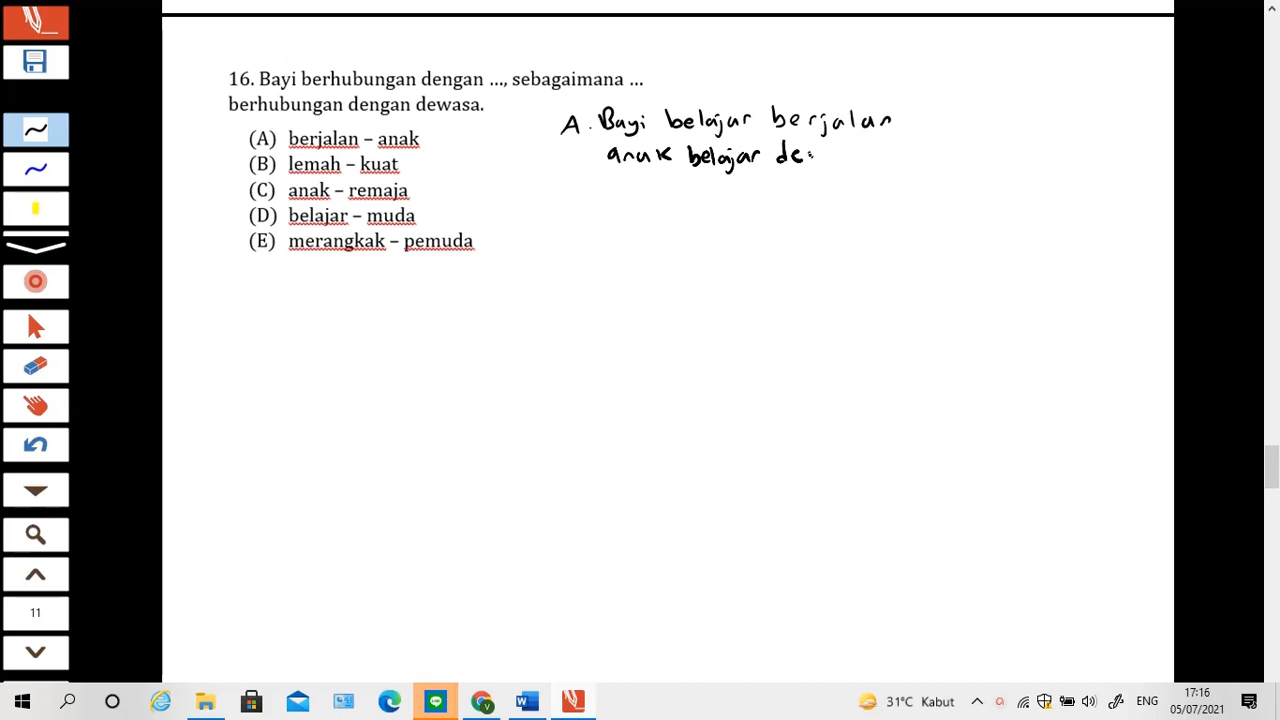 16. Bayi berhubungan dengan ..., sebagaimana ...
berhubungan dengan dewasa.
(A) berjalan – anak
(B) lemah – kuat
(C) anak – remaja
(D) belajar – muda
(E) merangkak – pemuda
A. Bayi belajar berjalan
anak belajar de
11
31°C Kabut
ENG
17:16
05/07/2021